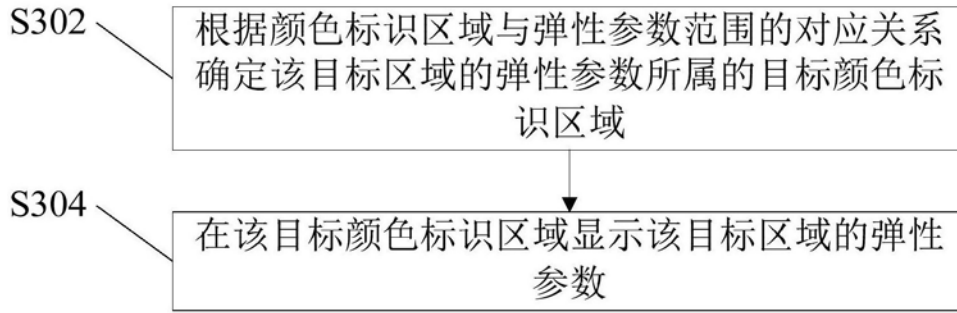 S302
根据颜色标识区域与弹性参数范围的对应关系
确定该目标区域的弹性参数所属的目标颜色标
识区域
S304
在该目标颜色标识区域显示该目标区域的弹性
参数